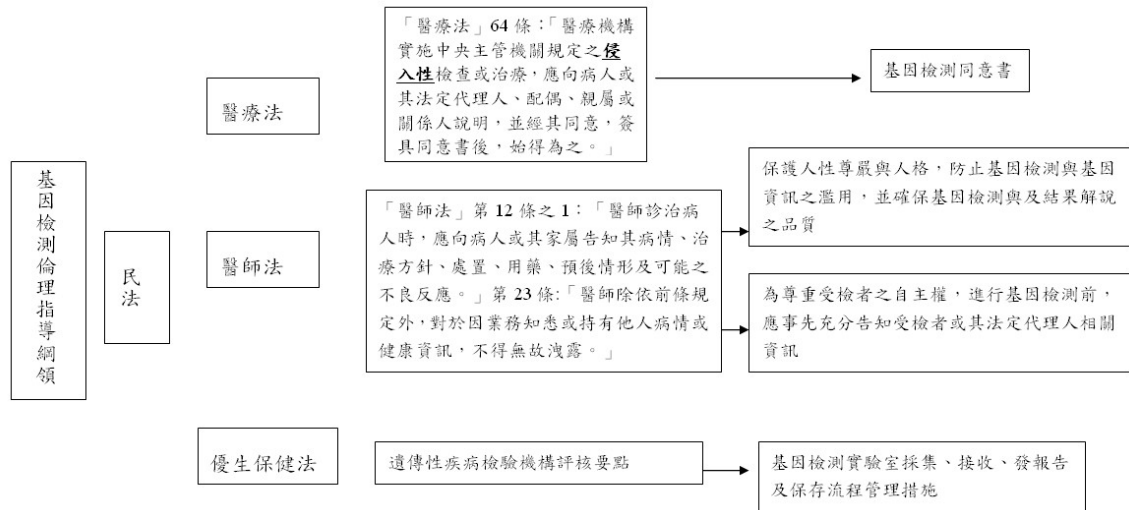 基因檢測倫理指導綱領
民法
醫療法
「醫療法」64 條：「醫療機構
實施中央主管機關規定之侵
入性檢查或治療，應向病人或
其法定代理人、配偶、親屬或
關係人說明，並經其同意，簽
具同意書後，始得為之。」
基因檢測同意書
醫師法
「醫師法」第 12 條之 1：「醫師診治病
人時，應向病人或其家屬告知其病情、治
療方針、處置、用藥、預後情形及可能之
不良反應。」第 23 條:「醫師除依前條規
定外，對於因業務知悉或持有他人病情或
健康資訊，不得無故洩露。」
保護人性尊嚴與人格，防止基因檢測與基因
資訊之濫用，並確保基因檢測與及結果解說
之品質
為尊重受檢者之自主權，進行基因檢測前，
應事先充分告知受檢者或其法定代理人相關
資訊
優生保健法
遺傳性疾病檢驗機構評核要點
基因檢測實驗室採集、接收、發報告
及保存流程管理措施